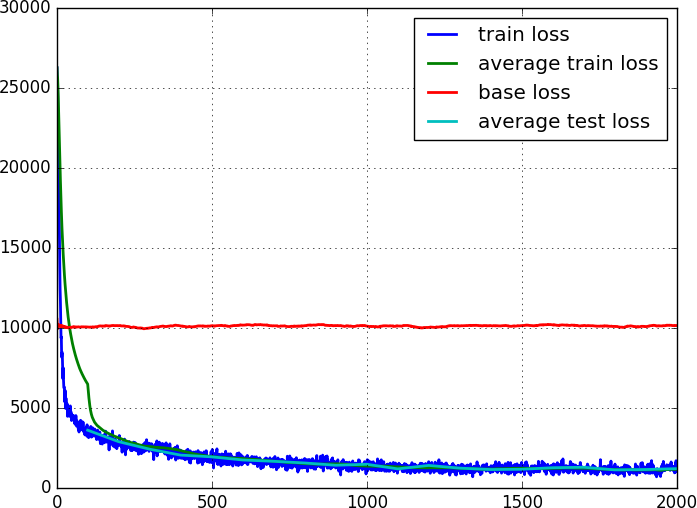 30000
25000
20000
15000
10000
5000
0
0 500 1000 1500 2000
train loss
average train loss
base loss
average test loss